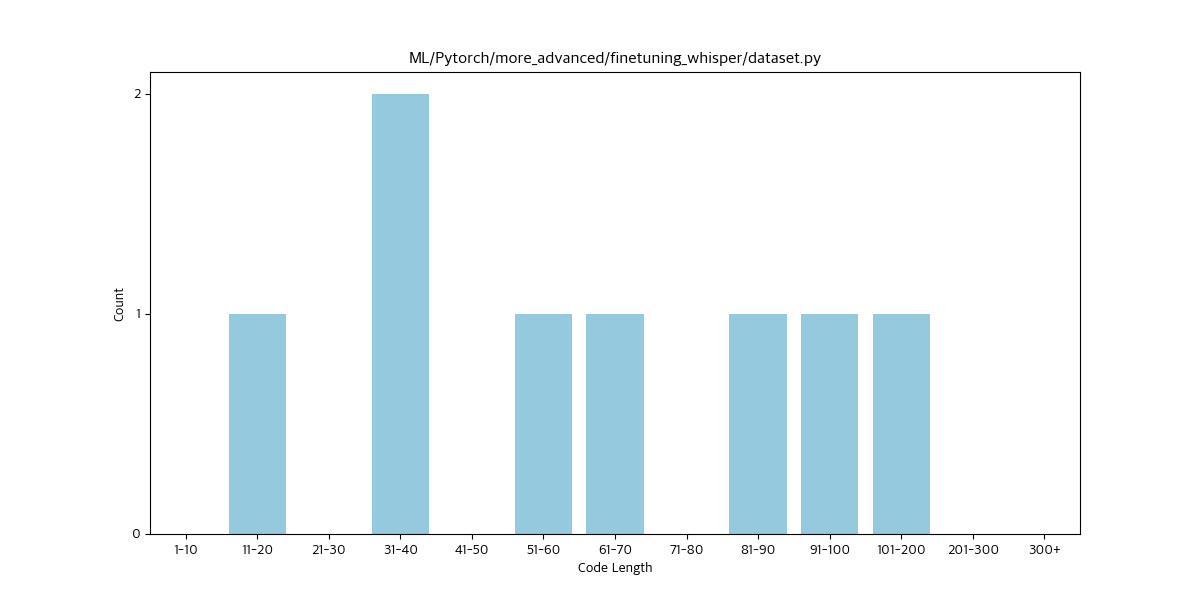 ML/Pytorch/more_advanced/finetuning_whisper/dataset.py
2
1
0
Count
1-10 11-20 21-30 31-40 41-50 51-60 61-70 71-80 81-90 91-100 101-200 201-300 300+
Code Length